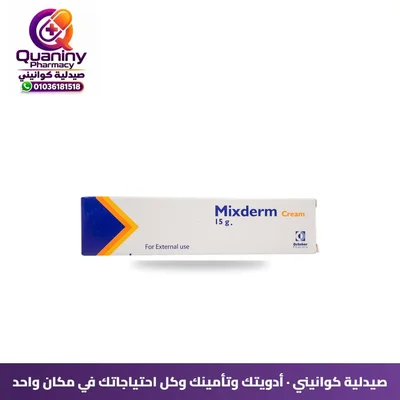 Quaniny
Pharmacy
صيدلية كوانيني
01036181518
Mixderm Cream
15 g.
For External use
صيدلية كوانيني - أدويتك وتأمينك وكل احتياجاتك في مكان واحد